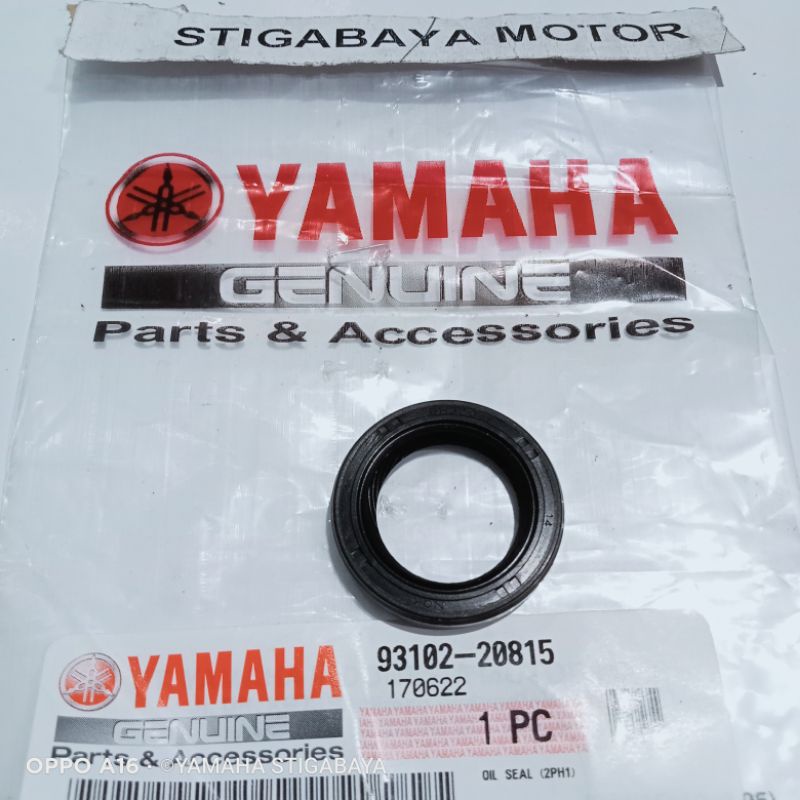 STIGABAYA MOTOR
YAMAHA
GENUINE
Parts & Accessories
14
YAMAHA
GENUINE
Parts & Accessories
93102-20815
170622
1 PC
OIL SEAL (2PH1)
OPPO A16 · ©YAMAHA STIGABAYA